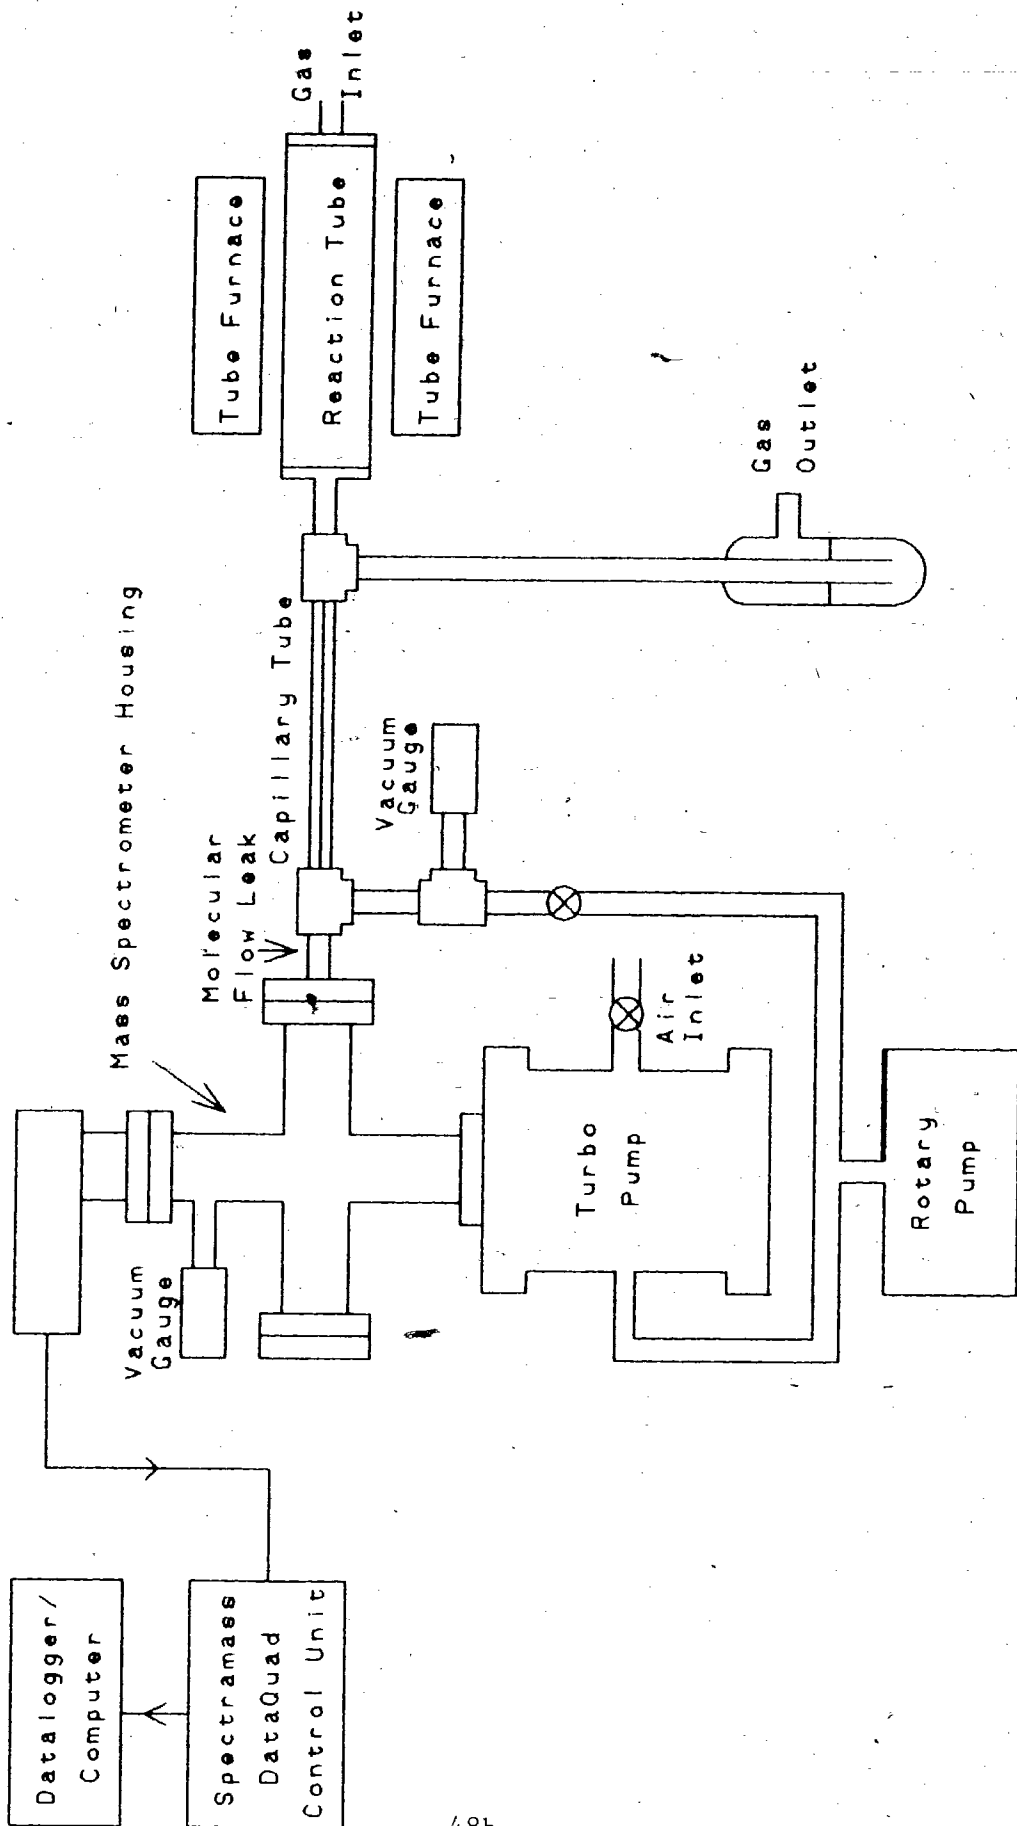 Datalogger/
Computer
Spectramass
DataQuad
Control Unit
Vacuum
Gauge
Mass Spectrometer Housing
Molecular
Flow Leak
Capillary Tube
Tube Furnace
Reaction Tube
Tube Furnace
Gas
Inlet
Vacuum
Gauge
Turbo
Pump
Air
Inlet
Rotary
Pump
Gas
Outlet